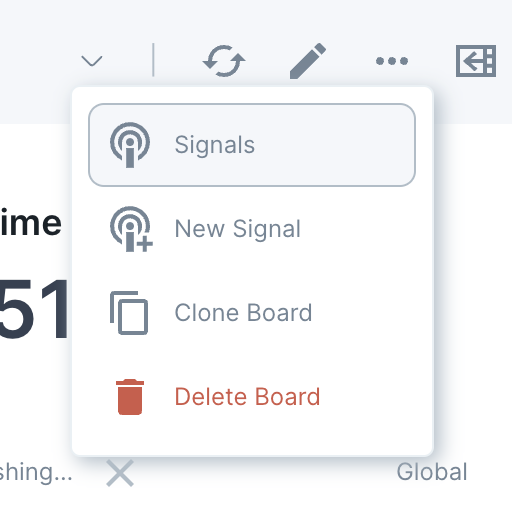 Signals
ime
New Signal
51
Clone Board
Delete Board
shing...
Global